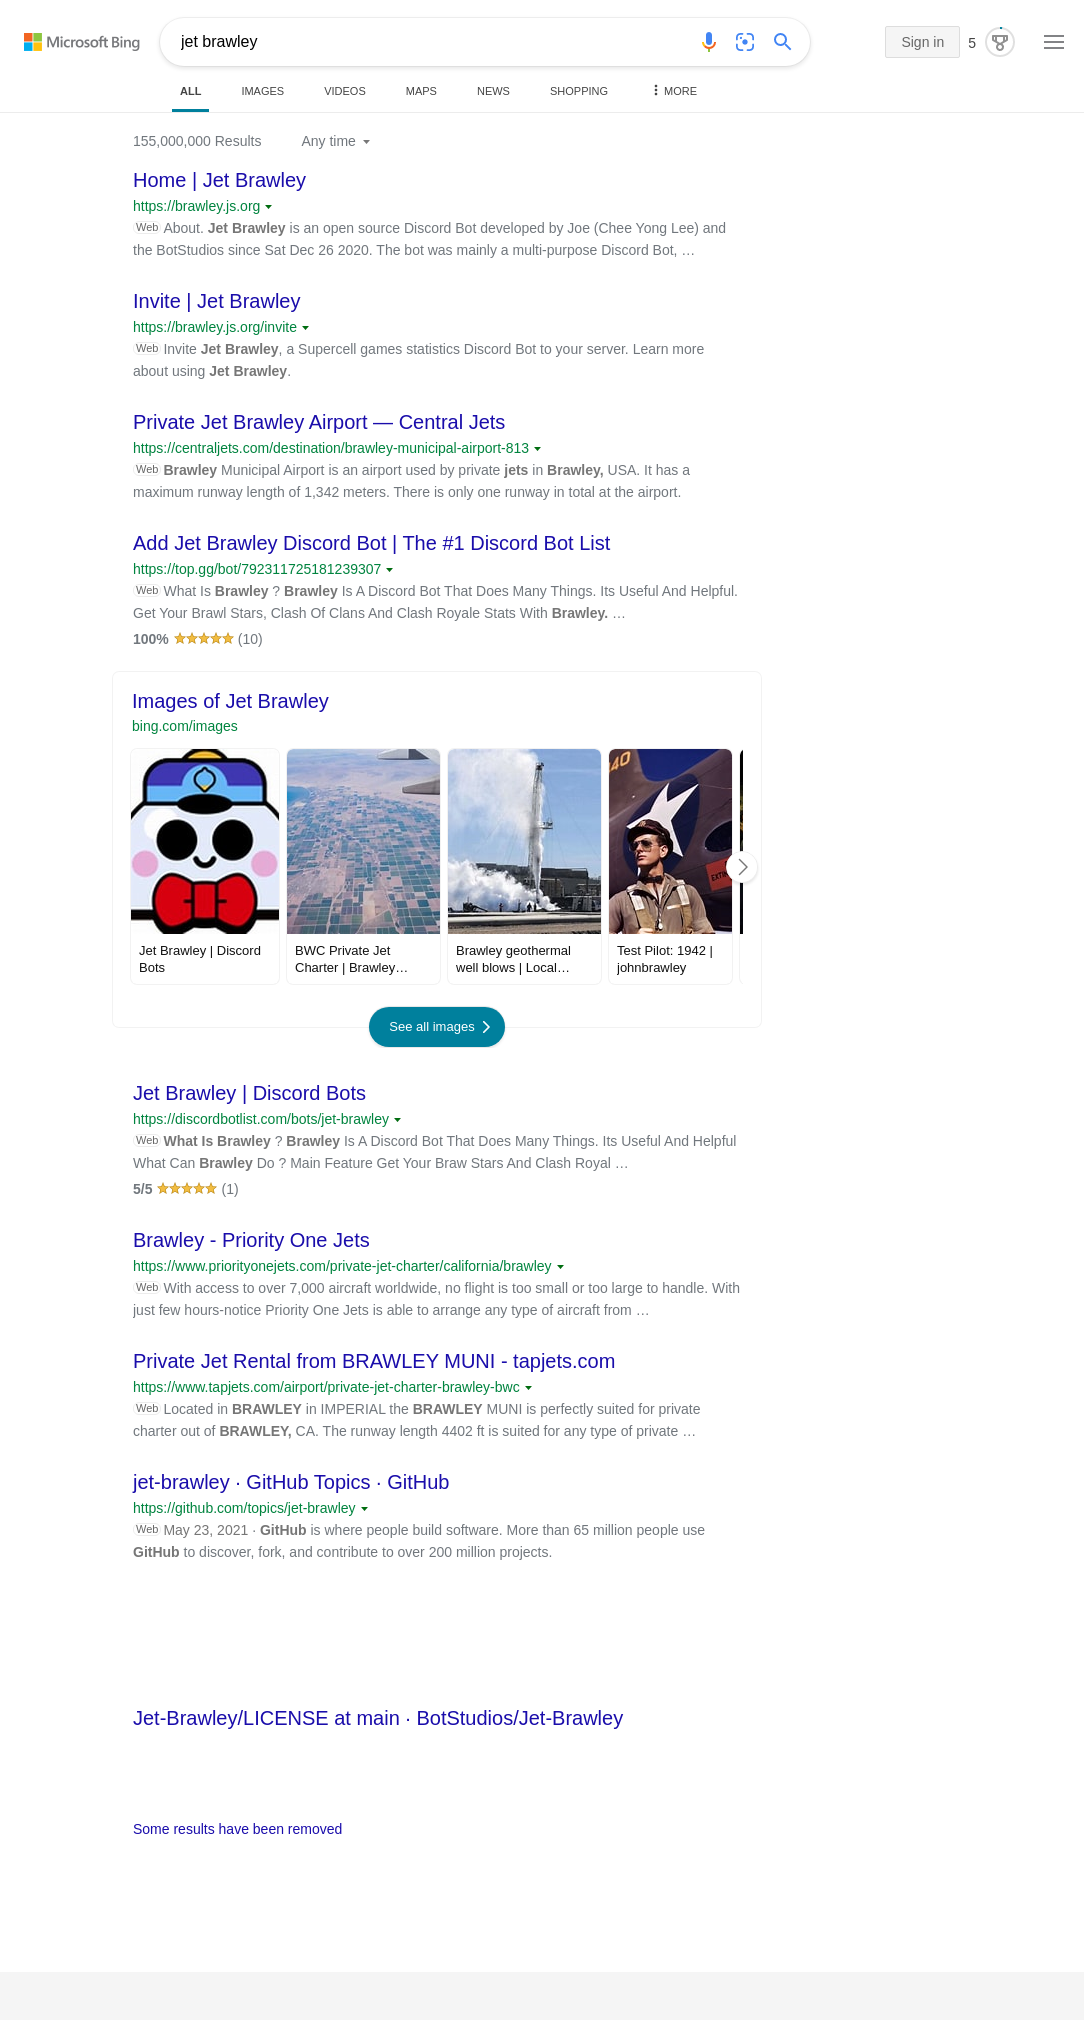 Microsoft Bing
jet brawley
Sign in
5
ALL
IMAGES
VIDEOS
MAPS
NEWS
SHOPPING
MORE
155,000,000 Results
Any time
Home | Jet Brawley
https://brawley.js.org
Web About. Jet Brawley is an open source Discord Bot developed by Joe (Chee Yong Lee) and
the BotStudios since Sat Dec 26 2020. The bot was mainly a multi-purpose Discord Bot, …
Invite | Jet Brawley
https://brawley.js.org/invite
Web Invite Jet Brawley, a Supercell games statistics Discord Bot to your server. Learn more
about using Jet Brawley.
Private Jet Brawley Airport — Central Jets
https://centraljets.com/destination/brawley-municipal-airport-813
Web Brawley Municipal Airport is an airport used by private jets in Brawley, USA. It has a
maximum runway length of 1,342 meters. There is only one runway in total at the airport.
Add Jet Brawley Discord Bot | The #1 Discord Bot List
https://top.gg/bot/792311725181239307
Web What Is Brawley ? Brawley Is A Discord Bot That Does Many Things. Its Useful And Helpful.
Get Your Brawl Stars, Clash Of Clans And Clash Royale Stats With Brawley. …
100% (10)
Images of Jet Brawley
bing.com/images
40
EXTIN
Jet Brawley | Discord
Bots
BWC Private Jet
Charter | Brawley…
Brawley geothermal
well blows | Local…
Test Pilot: 1942 |
johnbrawley
See all images
Jet Brawley | Discord Bots
https://discordbotlist.com/bots/jet-brawley
Web What Is Brawley ? Brawley Is A Discord Bot That Does Many Things. Its Useful And Helpful
What Can Brawley Do ? Main Feature Get Your Braw Stars And Clash Royal …
5/5 (1)
Brawley - Priority One Jets
https://www.priorityonejets.com/private-jet-charter/california/brawley
Web With access to over 7,000 aircraft worldwide, no flight is too small or too large to handle. With
just few hours-notice Priority One Jets is able to arrange any type of aircraft from …
Private Jet Rental from BRAWLEY MUNI - tapjets.com
https://www.tapjets.com/airport/private-jet-charter-brawley-bwc
Web Located in BRAWLEY in IMPERIAL the BRAWLEY MUNI is perfectly suited for private
charter out of BRAWLEY, CA. The runway length 4402 ft is suited for any type of private …
jet-brawley · GitHub Topics · GitHub
https://github.com/topics/jet-brawley
Web May 23, 2021 · GitHub is where people build software. More than 65 million people use
GitHub to discover, fork, and contribute to over 200 million projects.
Jet-Brawley/LICENSE at main · BotStudios/Jet-Brawley
Some results have been removed